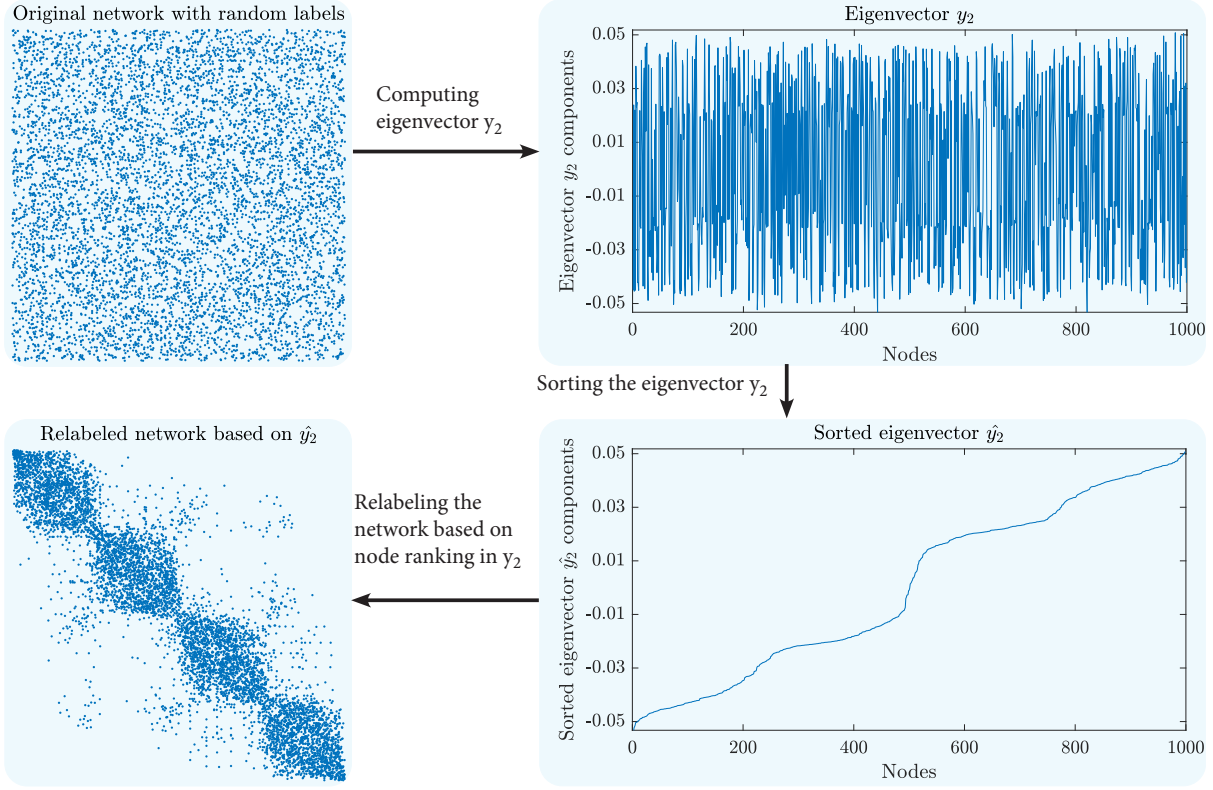 Original network with random labels
Computing
eigenvector y₂
Eigenvector y₂
Eigenvector y₂ components
0.05
0.03
0.01
-0.01
-0.03
-0.05
0 200 400 600 800 1000
Nodes
Sorting the eigenvector y₂
Sorted eigenvector ŷ₂
Sorted eigenvector ŷ₂ components
0.05
0.03
0.01
-0.01
-0.03
-0.05
0 200 400 600 800 1000
Nodes
Relabeling the
network based on
node ranking in y₂
Relabeled network based on ŷ₂